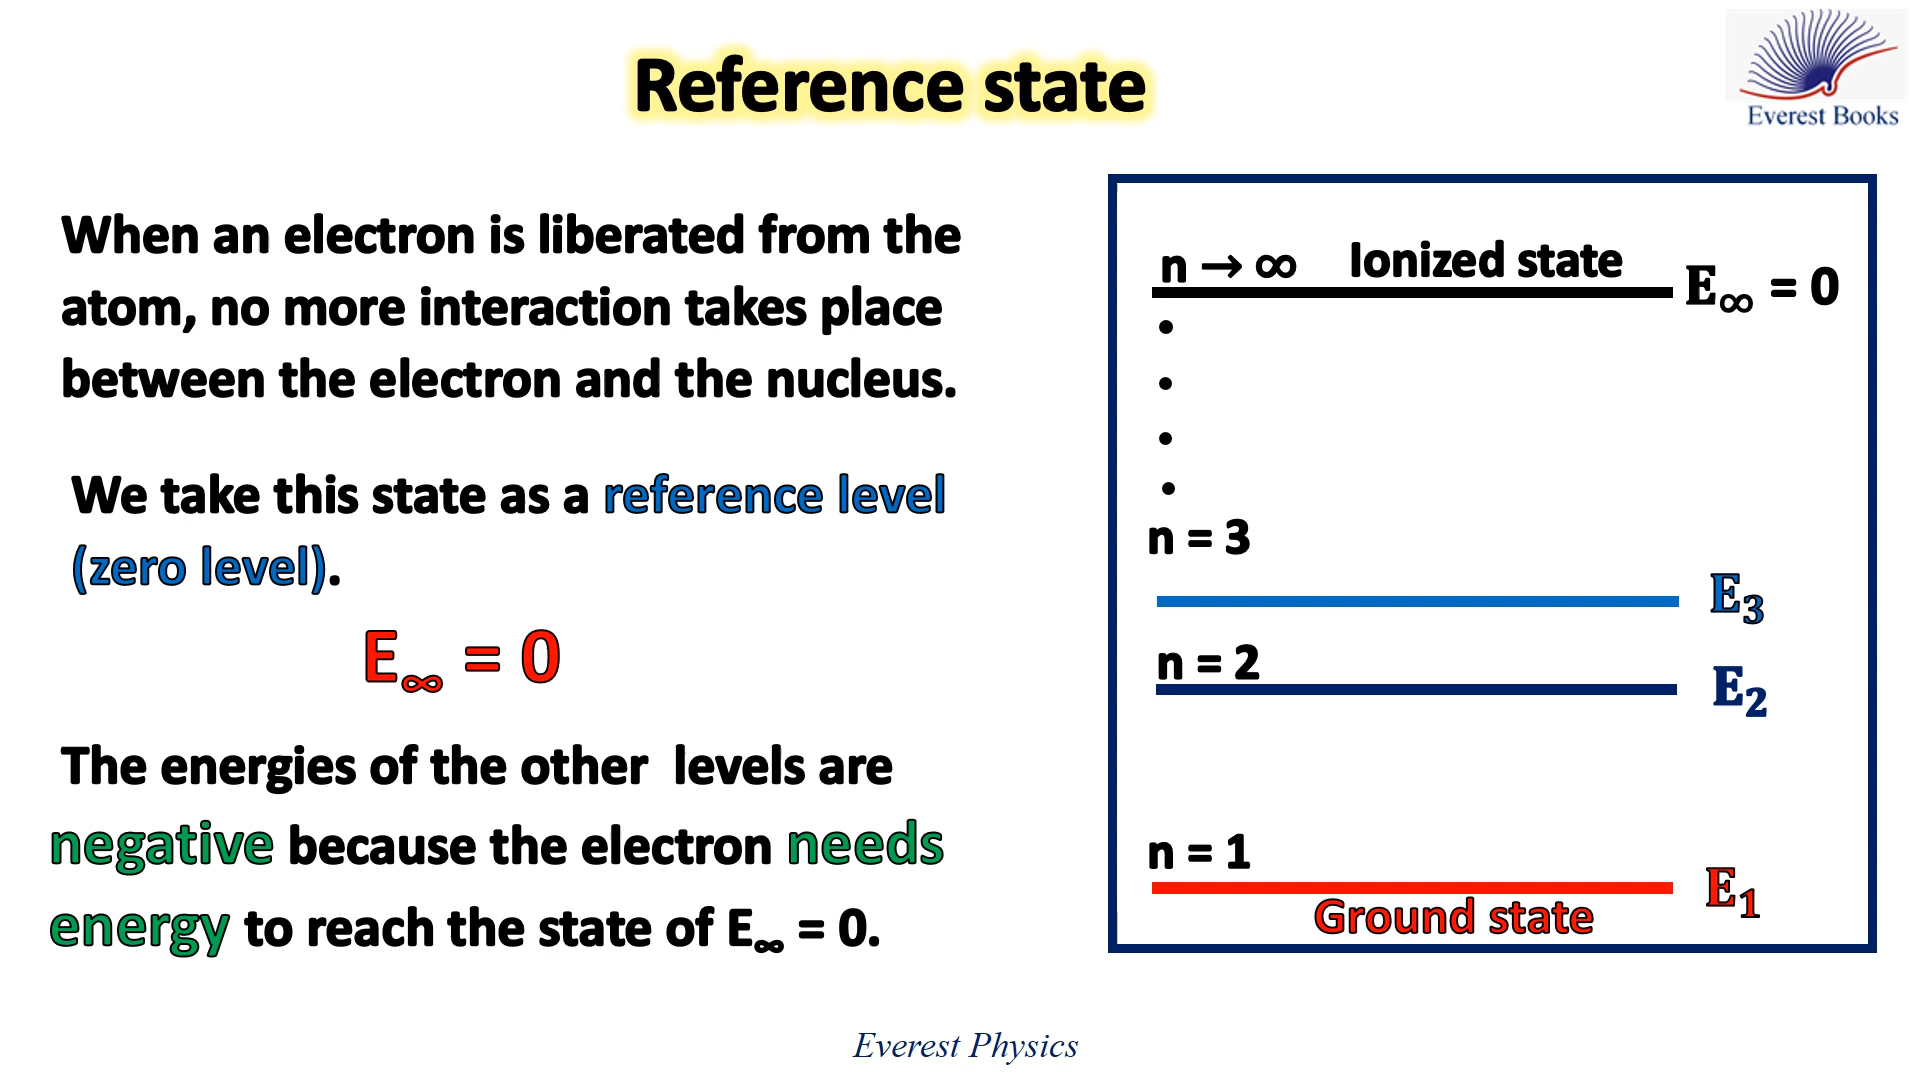 Reference state
Everest Books
When an electron is liberated from the
atom, no more interaction takes place
between the electron and the nucleus.
We take this state as a reference level
(zero level).
E∞ = 0
The energies of the other levels are
negative because the electron needs
energy to reach the state of E∞ = 0.
n → ∞ Ionized state E∞ = 0
n = 3
E₃
n = 2
E₂
n = 1
E₁
Ground state
Everest Physics